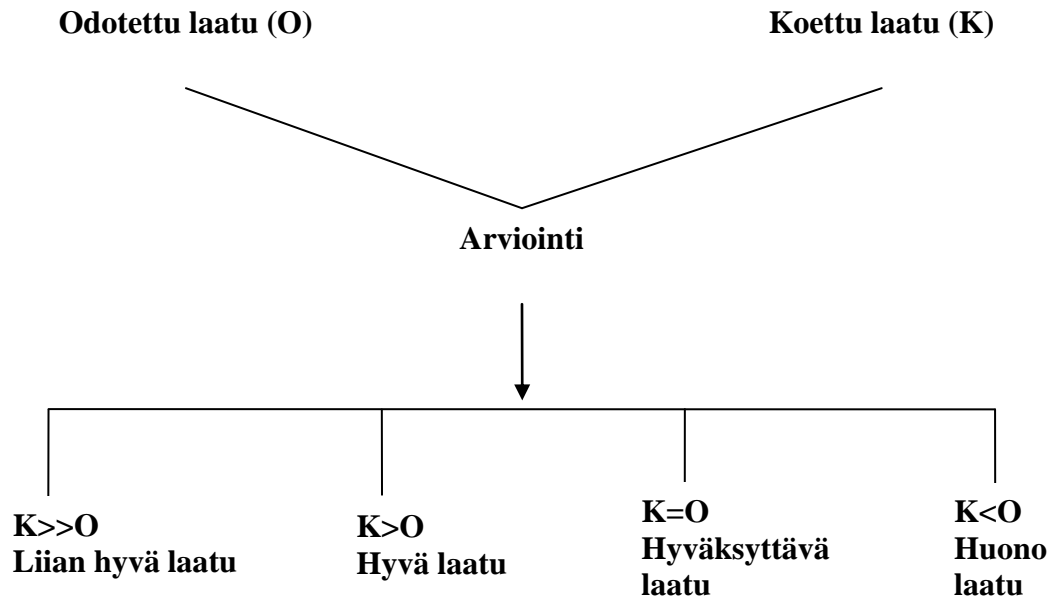 Odotettu laatu (O)
Koettu laatu (K)
Arviointi
K>>O
Liian hyvä laatu
K>O
Hyvä laatu
K=O
Hyväksyttävä
laatu
K<O
Huono
laatu